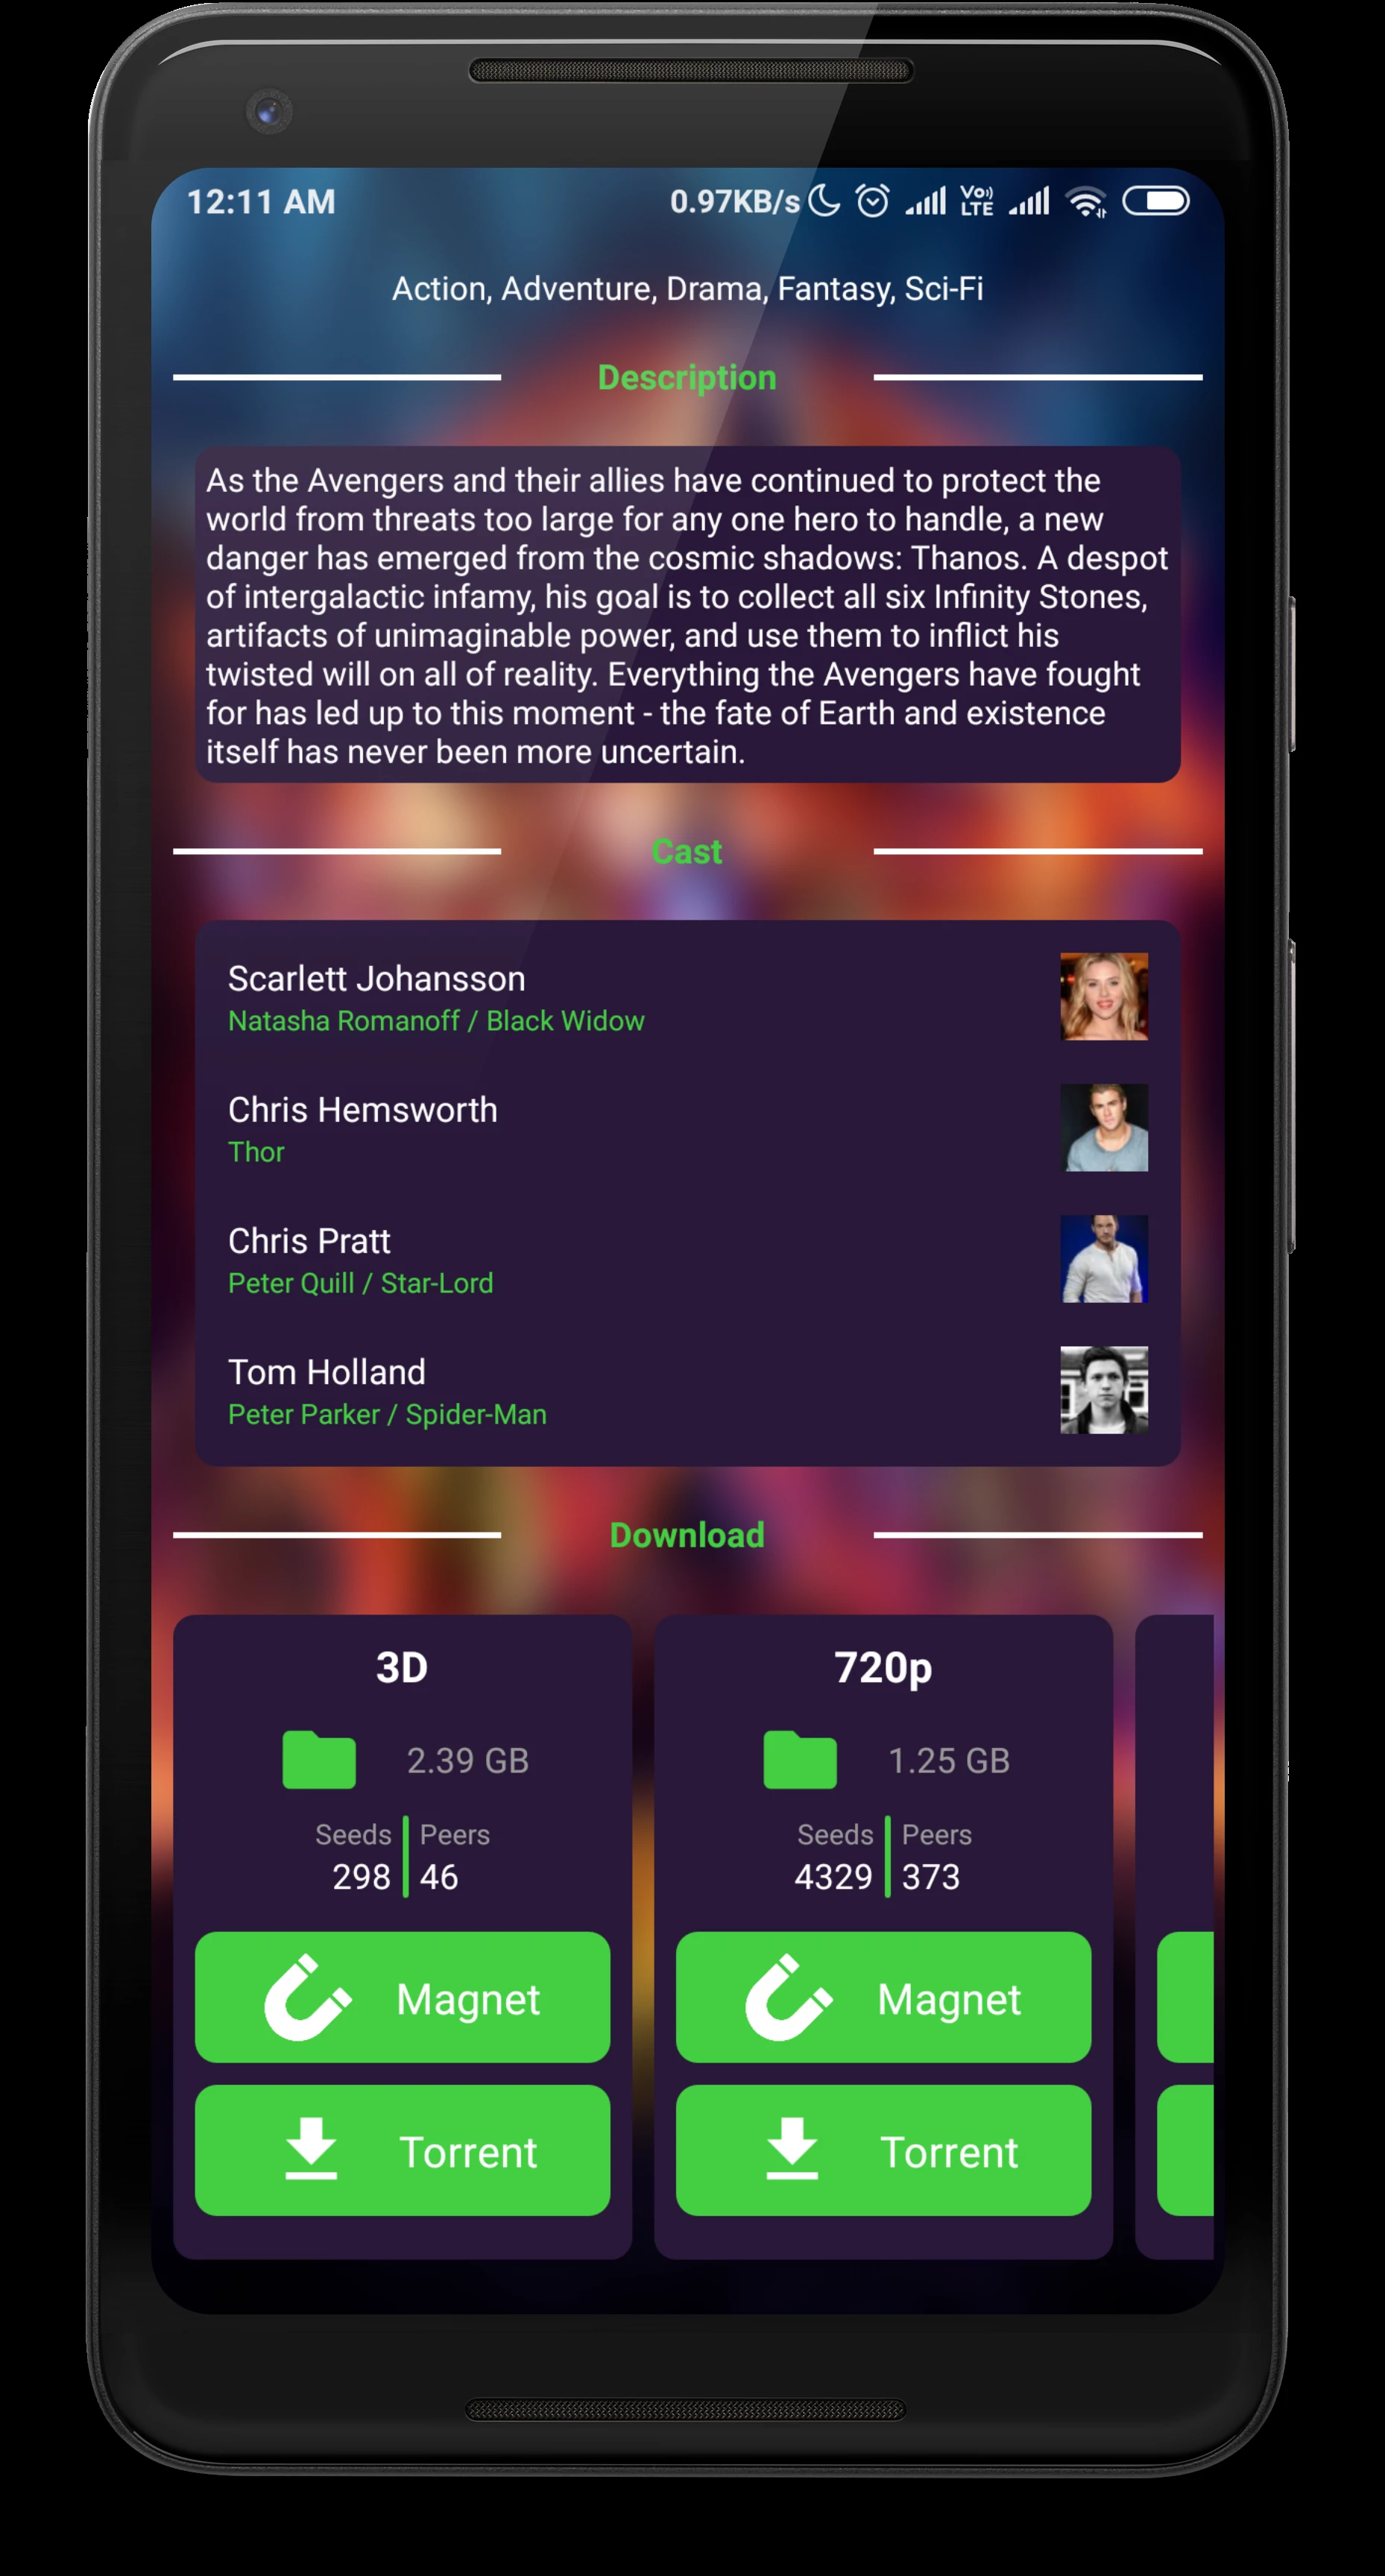 12:11 AM 0.97KB/s Vo)) LTE
Action, Adventure, Drama, Fantasy, Sci-Fi
Description
As the Avengers and their allies have continued to protect the
world from threats too large for any one hero to handle, a new
danger has emerged from the cosmic shadows: Thanos. A despot
of intergalactic infamy, his goal is to collect all six Infinity Stones,
artifacts of unimaginable power, and use them to inflict his
twisted will on all of reality. Everything the Avengers have fought
for has led up to this moment - the fate of Earth and existence
itself has never been more uncertain.
Cast
Scarlett Johansson
Natasha Romanoff / Black Widow
Chris Hemsworth
Thor
Chris Pratt
Peter Quill / Star-Lord
Tom Holland
Peter Parker / Spider-Man
Download
3D
2.39 GB
Seeds Peers
298 46
Magnet
Torrent
720p
1.25 GB
Seeds Peers
4329 373
Magnet
Torrent